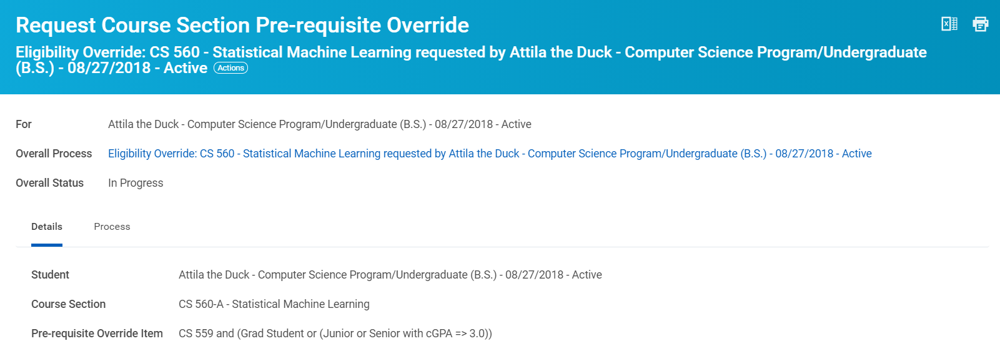 Request Course Section Pre-requisite Override
Eligibility Override: CS 560 - Statistical Machine Learning requested by Attila the Duck - Computer Science Program/Undergraduate
(B.S.) - 08/27/2018 - Active Actions
For Attila the Duck - Computer Science Program/Undergraduate (B.S.) - 08/27/2018 - Active
Overall Process Eligibility Override: CS 560 - Statistical Machine Learning requested by Attila the Duck - Computer Science Program/Undergraduate (B.S.) - 08/27/2018 - Active
Overall Status In Progress
Details Process
Student Attila the Duck - Computer Science Program/Undergraduate (B.S.) - 08/27/2018 - Active
Course Section CS 560-A - Statistical Machine Learning
Pre-requisite Override Item CS 559 and (Grad Student or (Junior or Senior with cGPA => 3.0))